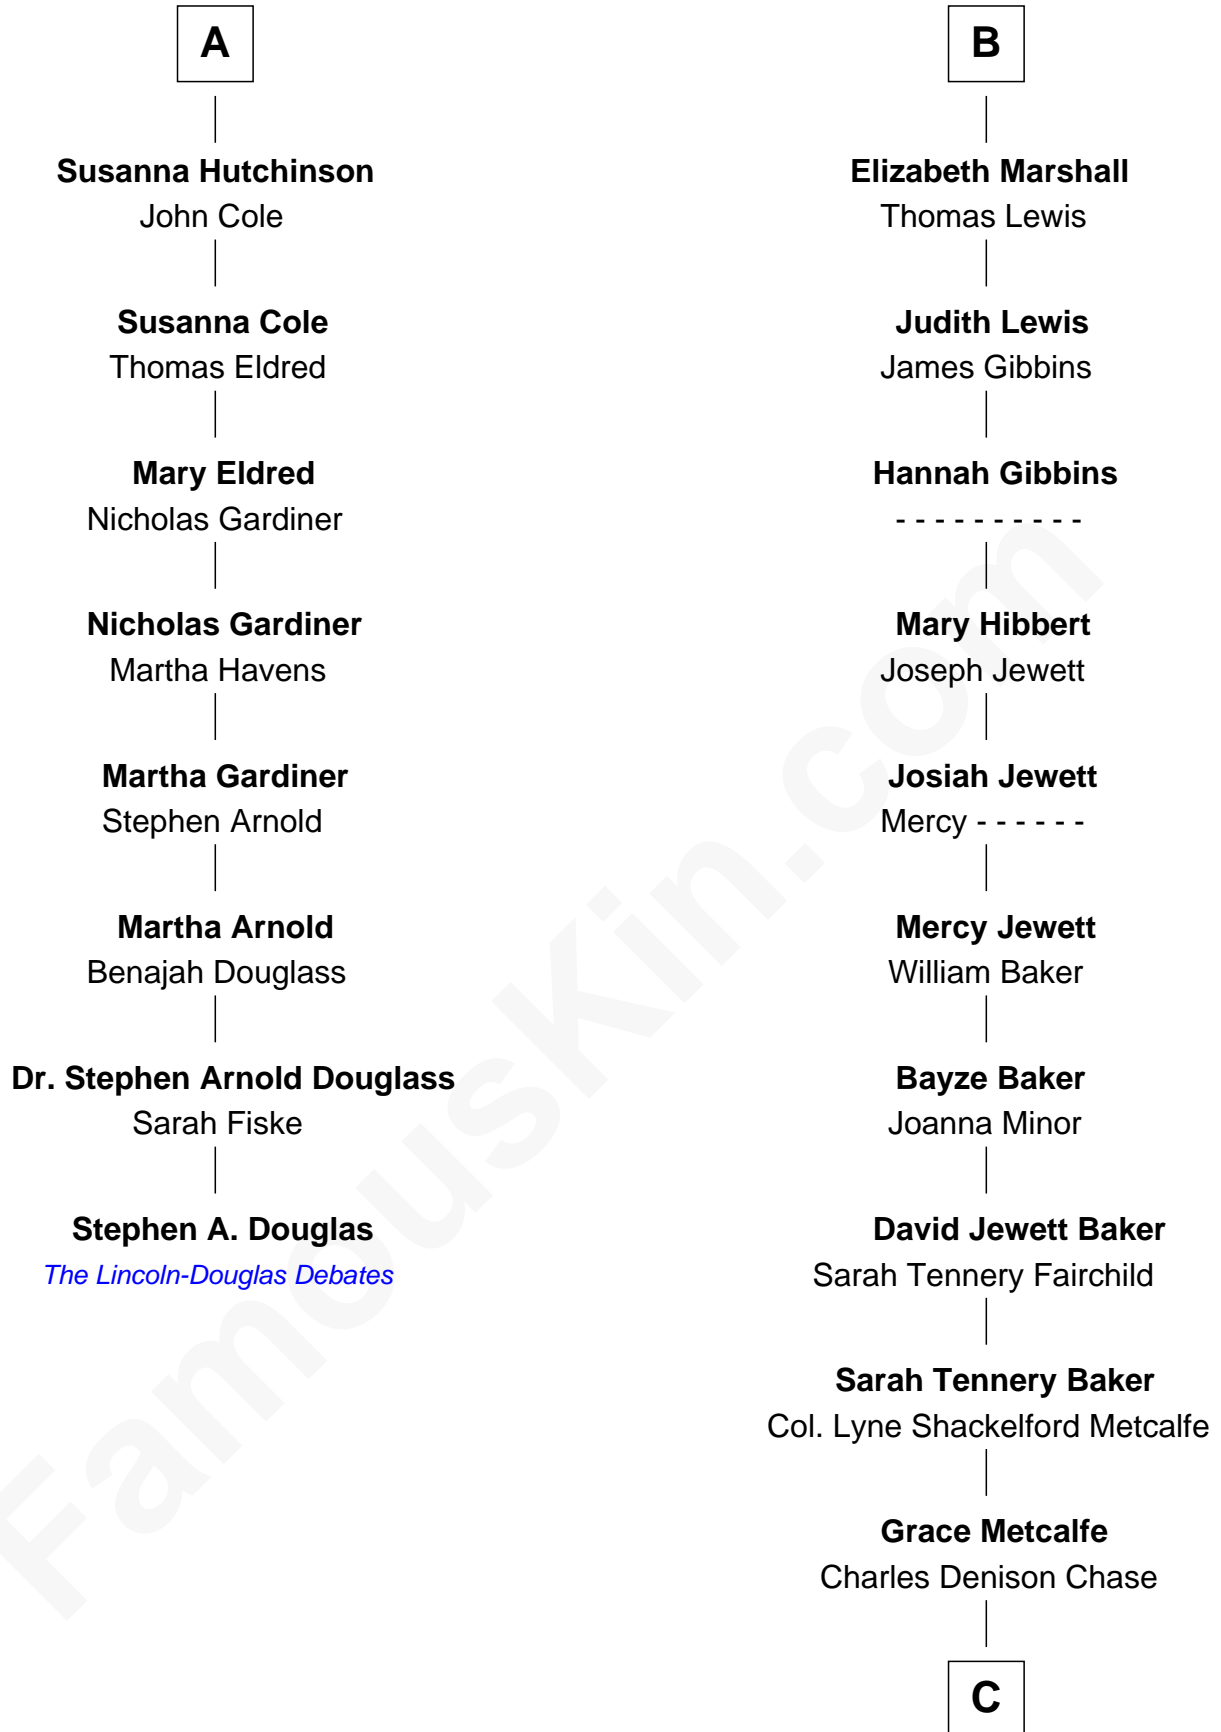 A
Susanna Hutchinson
John Cole
Susanna Cole
Thomas Eldred
Mary Eldred
Nicholas Gardiner
Nicholas Gardiner
Martha Havens
Martha Gardiner
Stephen Arnold
Martha Arnold
Benajah Douglass
Dr. Stephen Arnold Douglass
Sarah Fiske
Stephen A. Douglas
The Lincoln-Douglas Debates
B
Elizabeth Marshall
Thomas Lewis
Judith Lewis
James Gibbins
Hannah Gibbins
- - - - - - - - - -
Mary Hibbert
Joseph Jewett
Josiah Jewett
Mercy - - - - - -
Mercy Jewett
William Baker
Bayze Baker
Joanna Minor
David Jewett Baker
Sarah Tennery Fairchild
Sarah Tennery Baker
Col. Lyne Shackelford Metcalfe
Grace Metcalfe
Charles Denison Chase
C
FamousKin.com